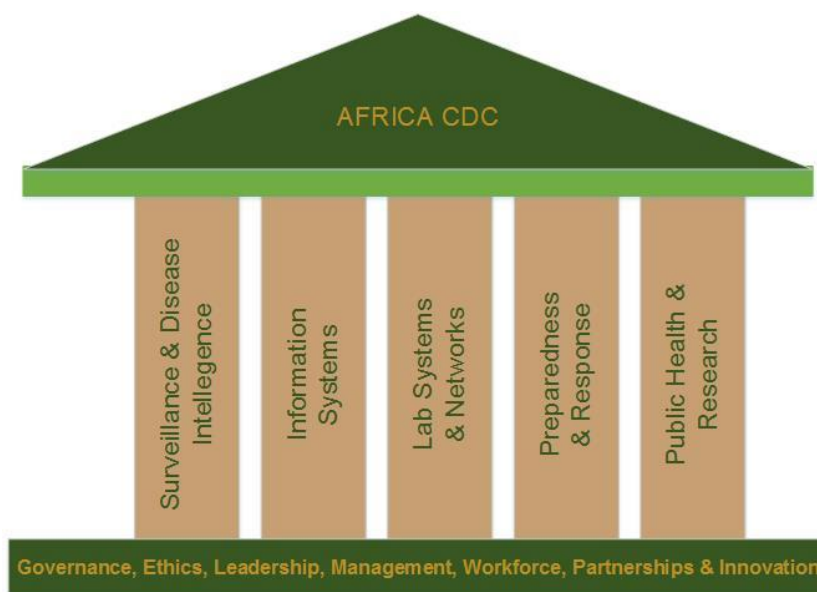 AFRICA CDC
Surveillance & Disease
Intellegence
Information
Systems
Lab Systems
& Networks
Preparedness
& Response
Public Health &
Research
Governance, Ethics, Leadership, Management, Workforce, Partnerships & Innovation